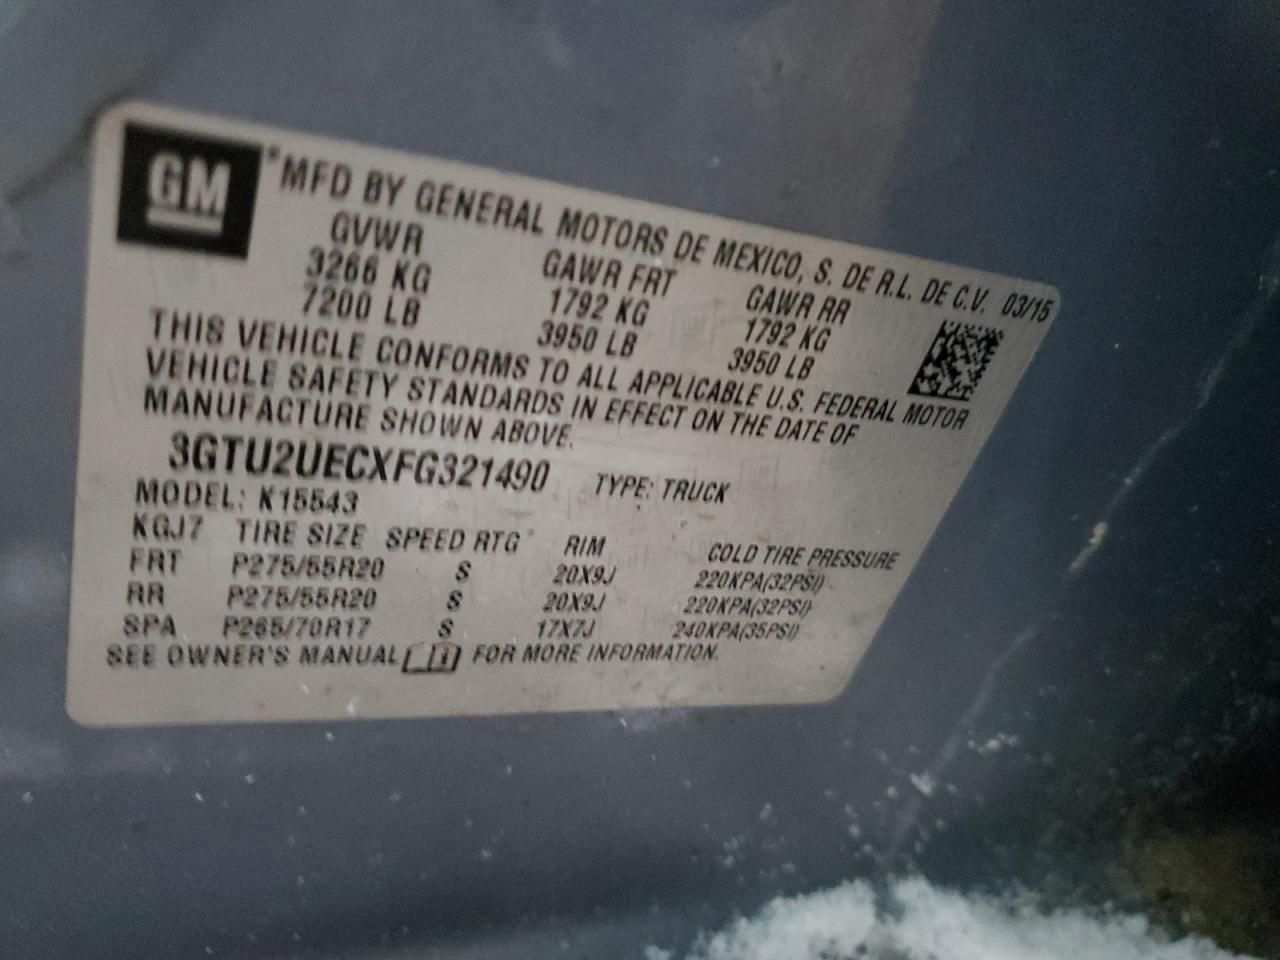 GM
*MFD BY GENERAL MOTORS DE MEXICO, S. DE R.L. DE C.V. 03/15
GVWR GAWR FRT GAWR RR
3266 KG 1792 KG 1792 KG
7200 LB 3950 LB 3950 LB
THIS VEHICLE CONFORMS TO ALL APPLICABLE U.S. FEDERAL MOTOR
VEHICLE SAFETY STANDARDS IN EFFECT ON THE DATE OF
MANUFACTURE SHOWN ABOVE.
3GTU2UECXFG321490 TYPE: TRUCK
MODEL: K15543
KGJ7 TIRE SIZE SPEED RTG RIM COLD TIRE PRESSURE
FRT P275/55R20 S 20X9J 220KPA(32PSI)
RR P275/55R20 S 20X9J 220KPA(32PSI)
SPA P265/70R17 S 17X7J 240KPA(35PSI)
SEE OWNER'S MANUAL FOR MORE INFORMATION.